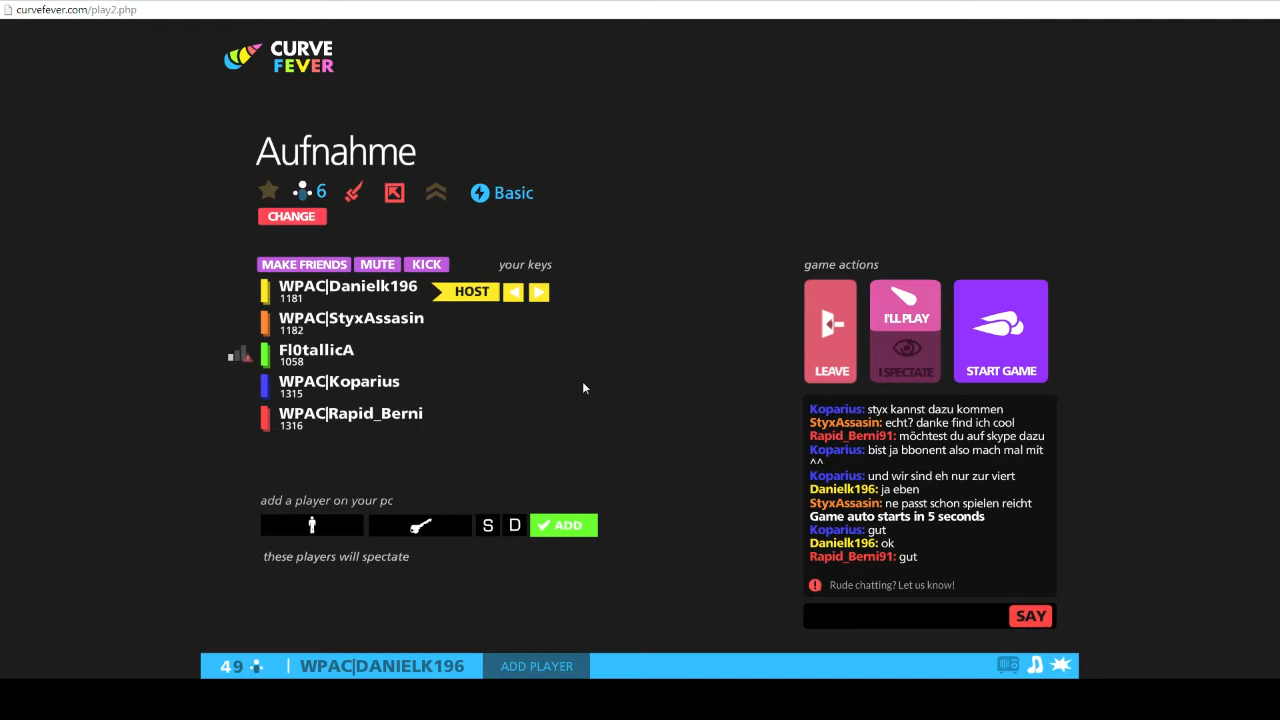 curvefever.com/play2.php
CURVE
FEVER
Aufnahme
6
Basic
CHANGE
MAKE FRIENDS
MUTE
KICK
your keys
WPAC|Danielk196
1181
HOST
WPAC|StyxAssasin
1182
Fl0tallicA
1058
WPAC|Koparius
1315
WPAC|Rapid_Berni
1316
add a player on your pc
S
D
ADD
these players will spectate
game actions
LEAVE
I'LL PLAY
I SPECTATE
START GAME
Koparius: styx kannst dazu kommen
StyxAssasin: echt? danke find ich cool
Rapid_Berni91: möchtest du auf skype dazu
Koparius: bist ja bbonent also mach mal mit
^^
Koparius: und wir sind eh nur zur viert
Danielk196: ja eben
StyxAssasin: ne passt schon spielen reicht
Game auto starts in 5 seconds
Koparius: gut
Danielk196: ok
Rapid_Berni91: gut
Rude chatting? Let us know!
SAY
49
WPAC|DANIELK196
ADD PLAYER